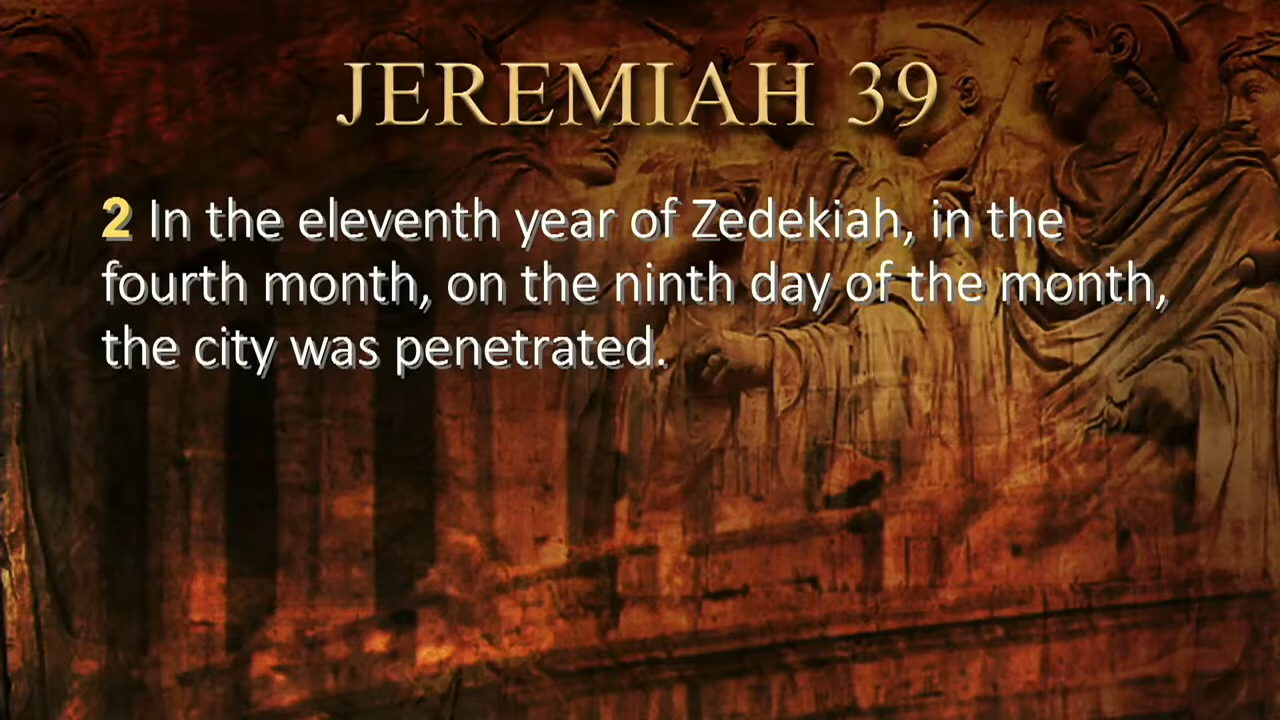 JEREMIAH 39
2 In the eleventh year of Zedekiah, in the
fourth month, on the ninth day of the month,
the city was penetrated.